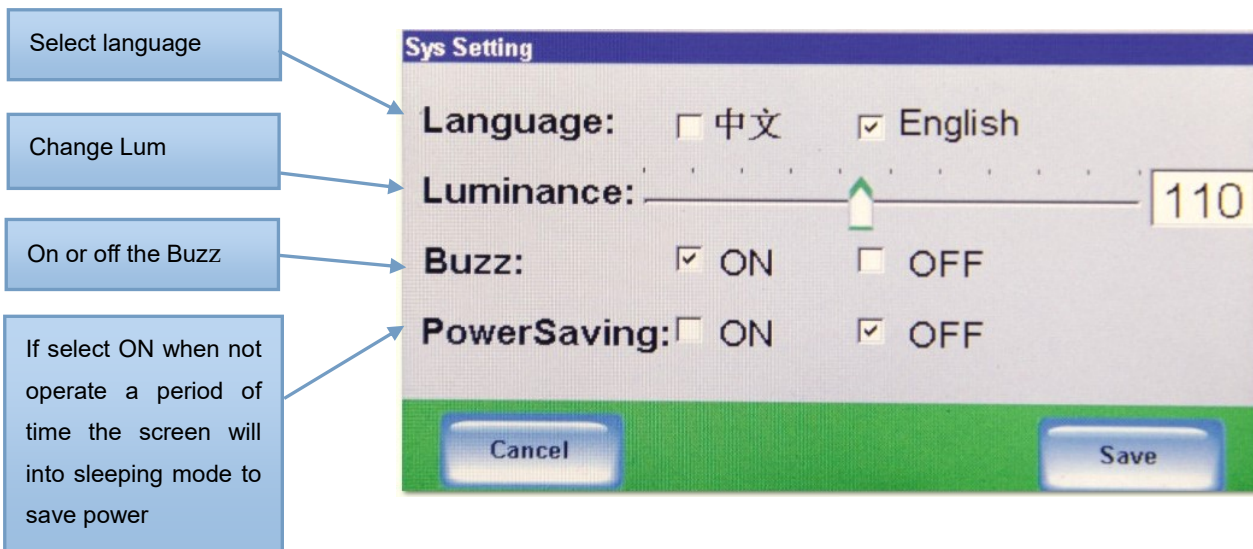 Select language
Change Lum
On or off the Buzz
If select ON when not
operate a period of
time the screen will
into sleeping mode to
save power
Sys Setting
Language: 中文 English
Luminance: 110
Buzz: ON OFF
PowerSaving: ON OFF
Cancel Save